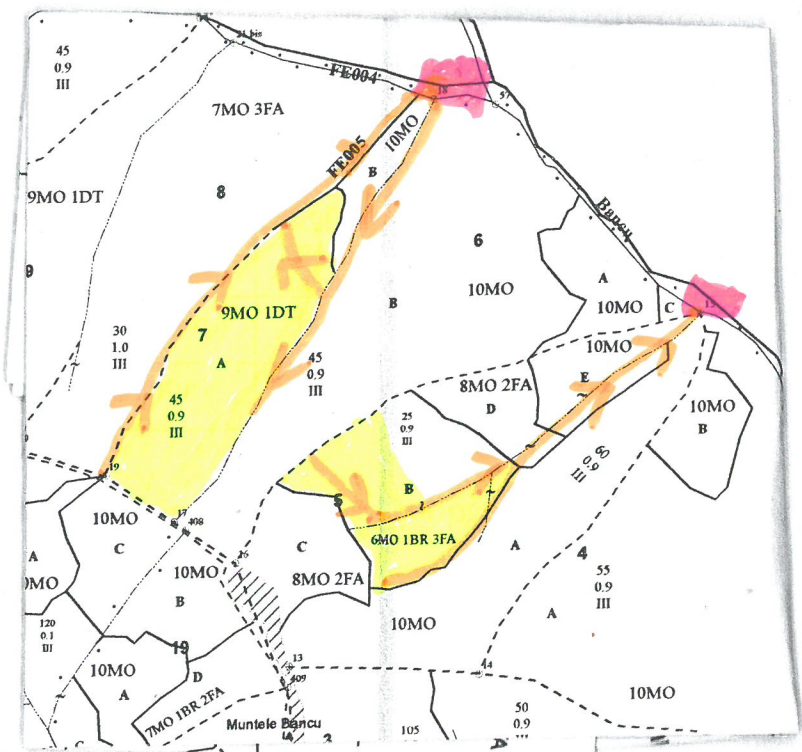 21 bis
45
0.9
III
FE004
18
57
7MO 3FA
10MO
FE005
B
9MO 1DT
8
Bancu
6
A
10MO
10MO
C
15
9
B
9MO 1DT
7
A
30
1.0
III
45
0.9
III
10MO
E
8MO 2FA
D
45
0.9
III
25
0.9
III
10MO
B
60
0.9
III
19
5
B
17
408
10MO
C
6MO 1BR 3FA
A
4
A
16
C
8MO 2FA
55
0.9
III
10MO
B
A
120
0.1
III
10MO
19
13
409
14
10MO
A
D
7MO 1BR 2FA
10MO
50
0.9
III
Muntele Bancu
105